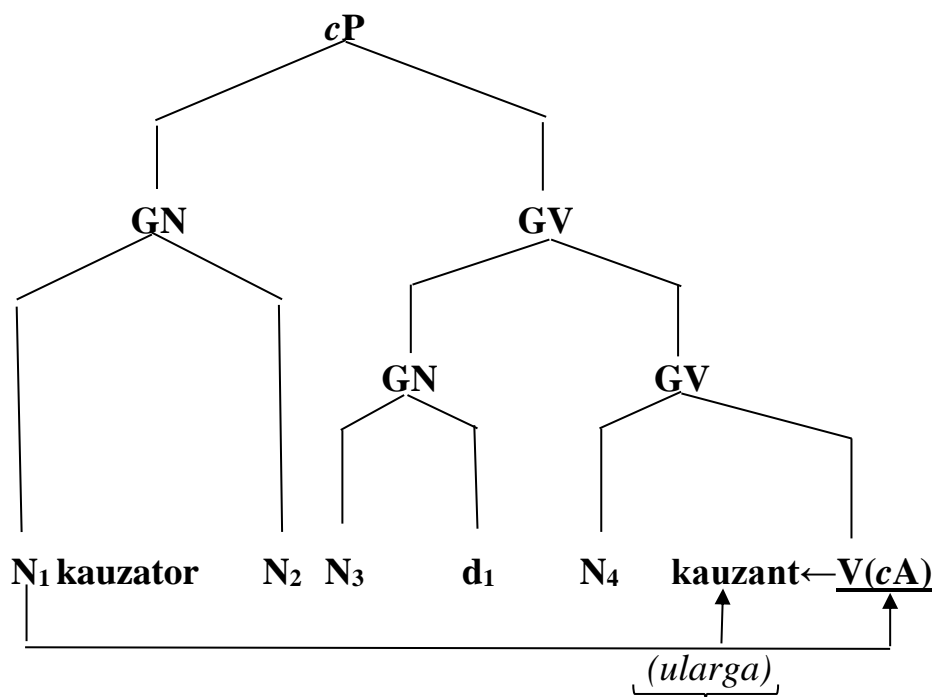 cP
GN GV
GN GV
N₁ kauzator N₂ N₃ d₁ N₄ kauzant←V(cA)
(ularga)